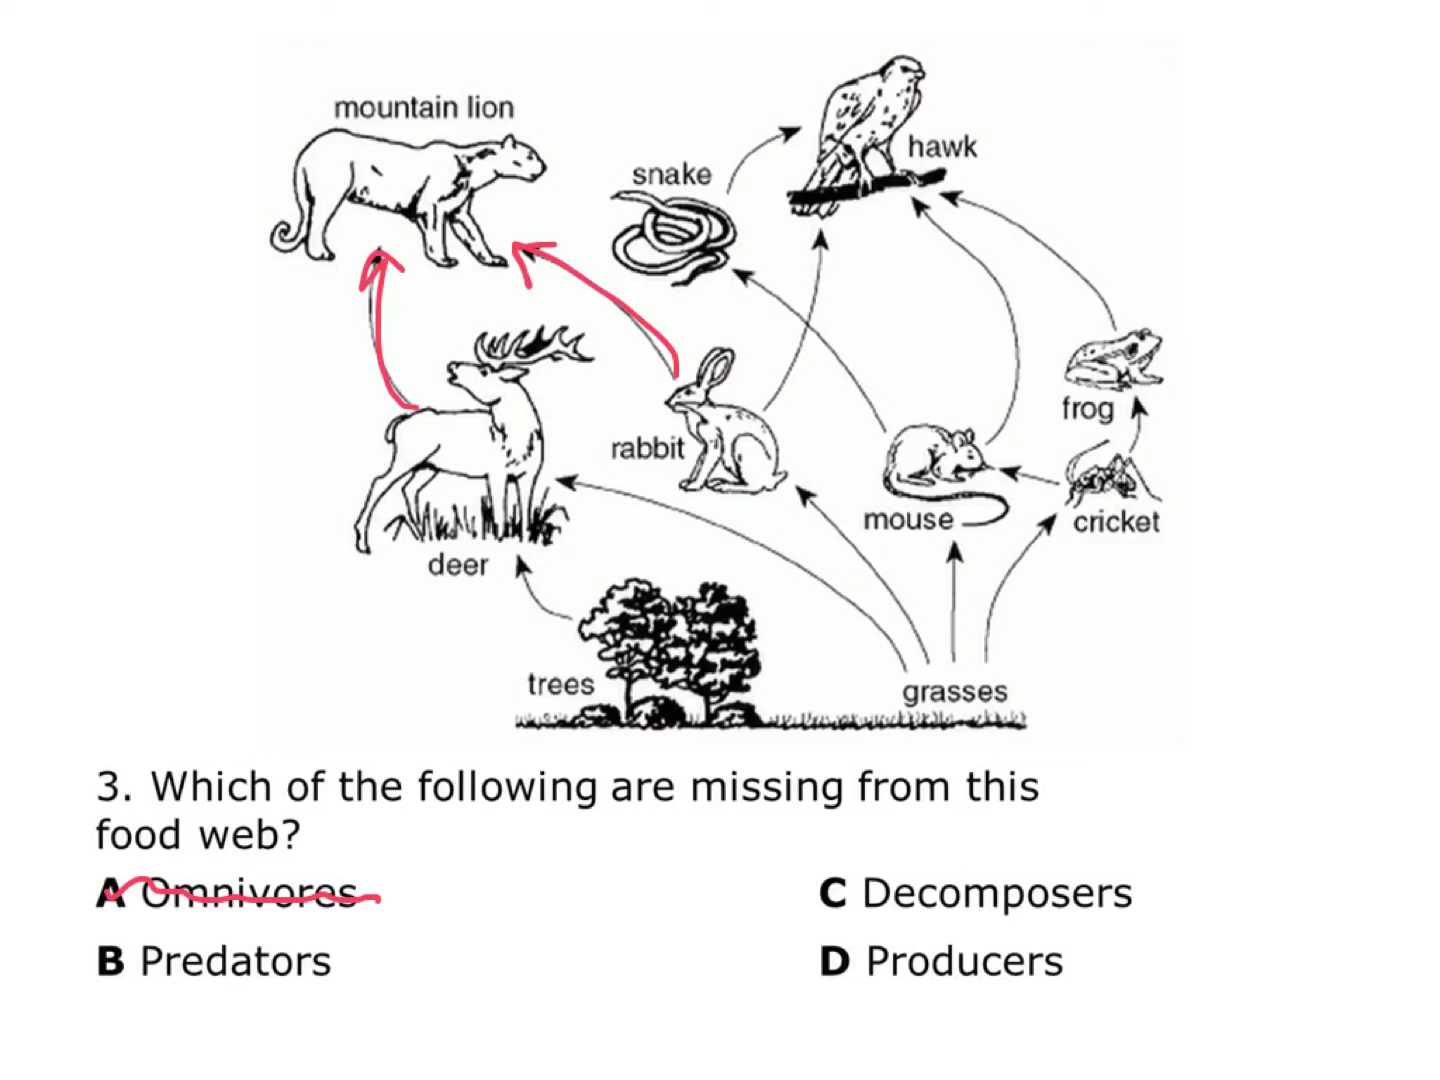 mountain lion
hawk
snake
frog
rabbit
mouse
cricket
deer
trees
grasses
3. Which of the following are missing from this
food web?
A Omnivores
C Decomposers
B Predators
D Producers